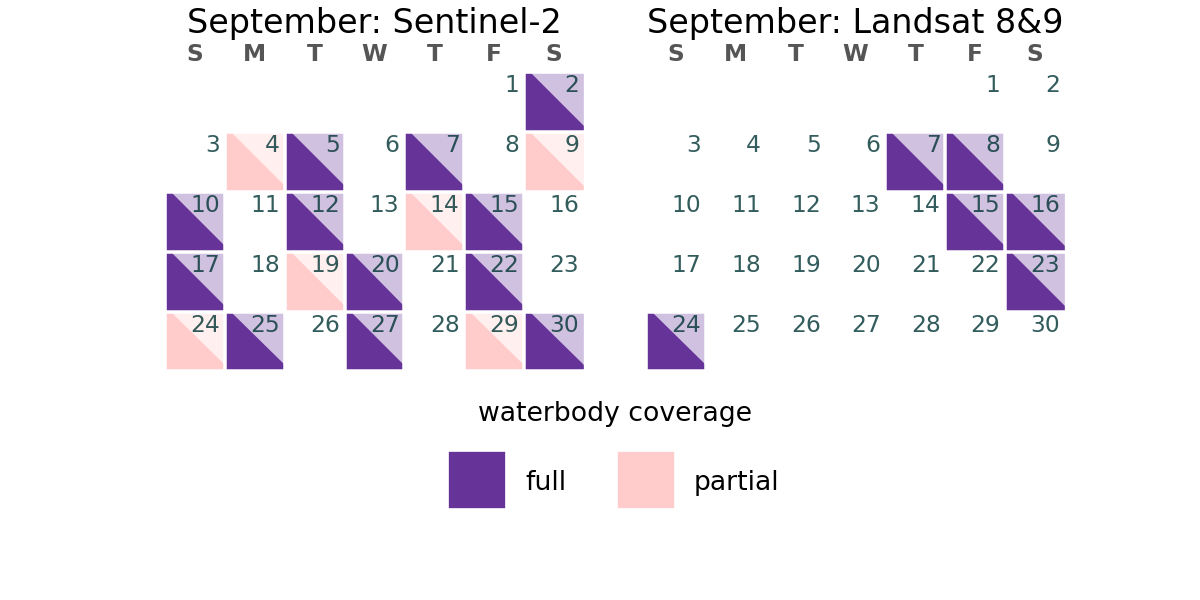 September: Sentinel-2
S M T W T F S
1 2
3 4 5 6 7 8 9
10 11 12 13 14 15 16
17 18 19 20 21 22 23
24 25 26 27 28 29 30
September: Landsat 8&9
S M T W T F S
1 2
3 4 5 6 7 8 9
10 11 12 13 14 15 16
17 18 19 20 21 22 23
24 25 26 27 28 29 30
waterbody coverage
full partial